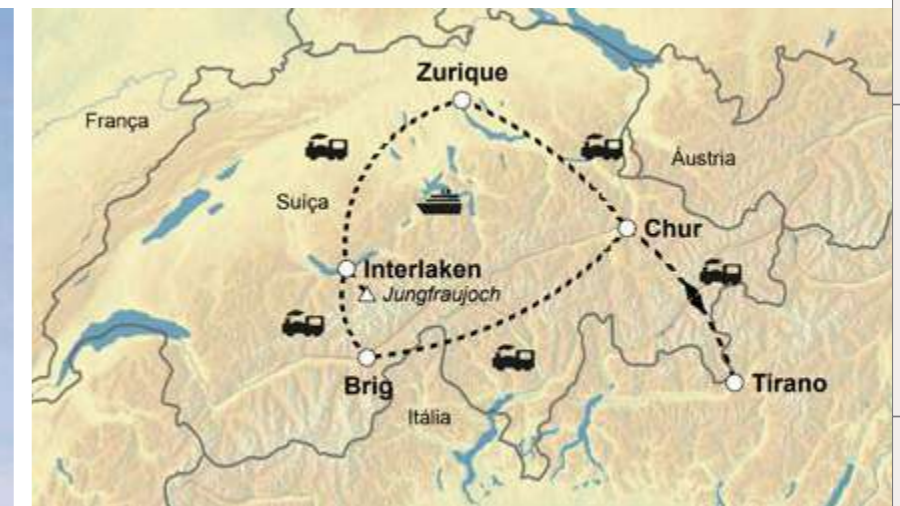 Zurique
França
Áustria
Suiça
Chur
Interlaken
Jungfraujoch
Brig
Tirano
Itália